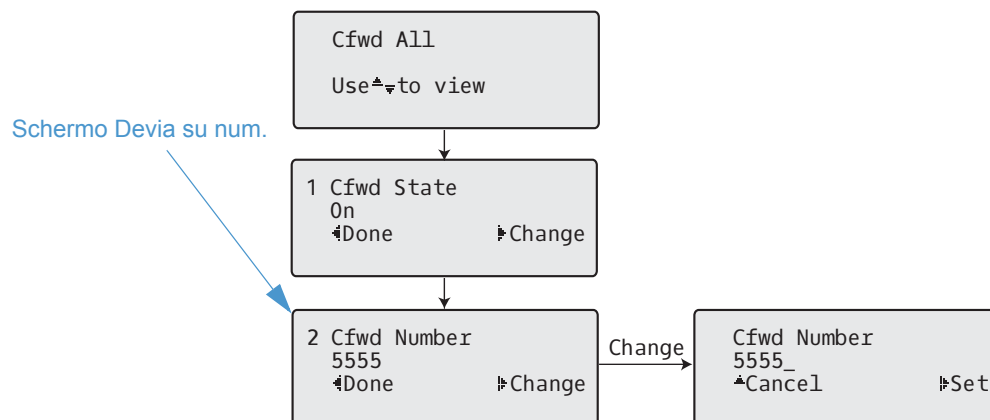 Cfwd All
Use▲▼to view
Schermo Devia su num.
1 Cfwd State
On
◀Done ▶Change
2 Cfwd Number
5555
◀Done ▶Change
Change
Cfwd Number
5555_
▲Cancel ▶Set